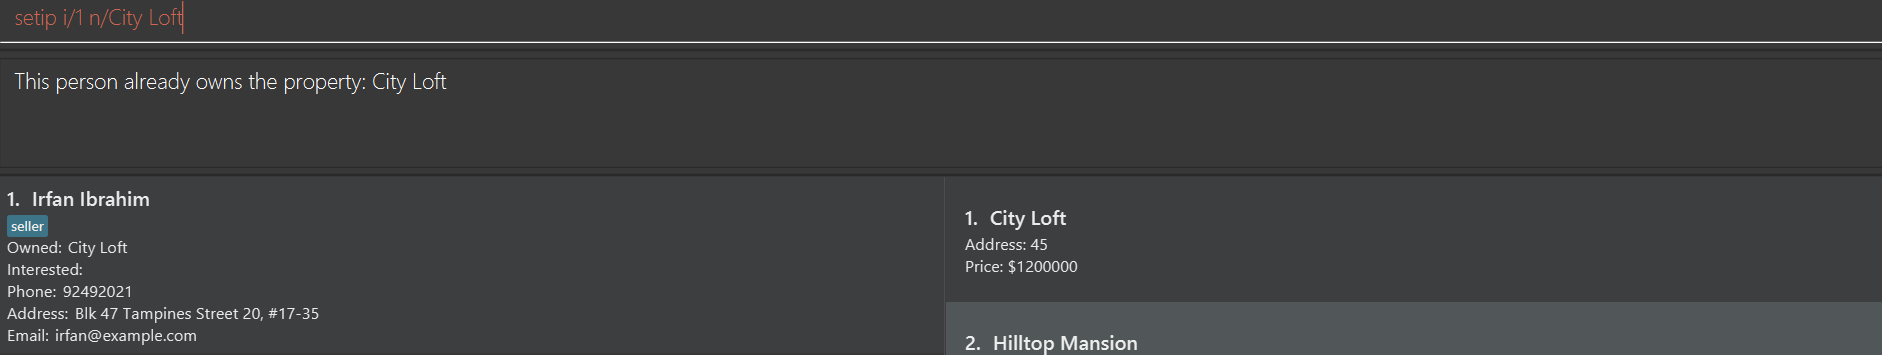 setip i/1 n/City Loft
This person already owns the property: City Loft
1. Irfan Ibrahim
seller
Owned: City Loft
Interested:
Phone: 92492021
Address: Blk 47 Tampines Street 20, #17-35
Email: irfan@example.com
1. City Loft
Address: 45
Price: $1200000
2. Hilltop Mansion